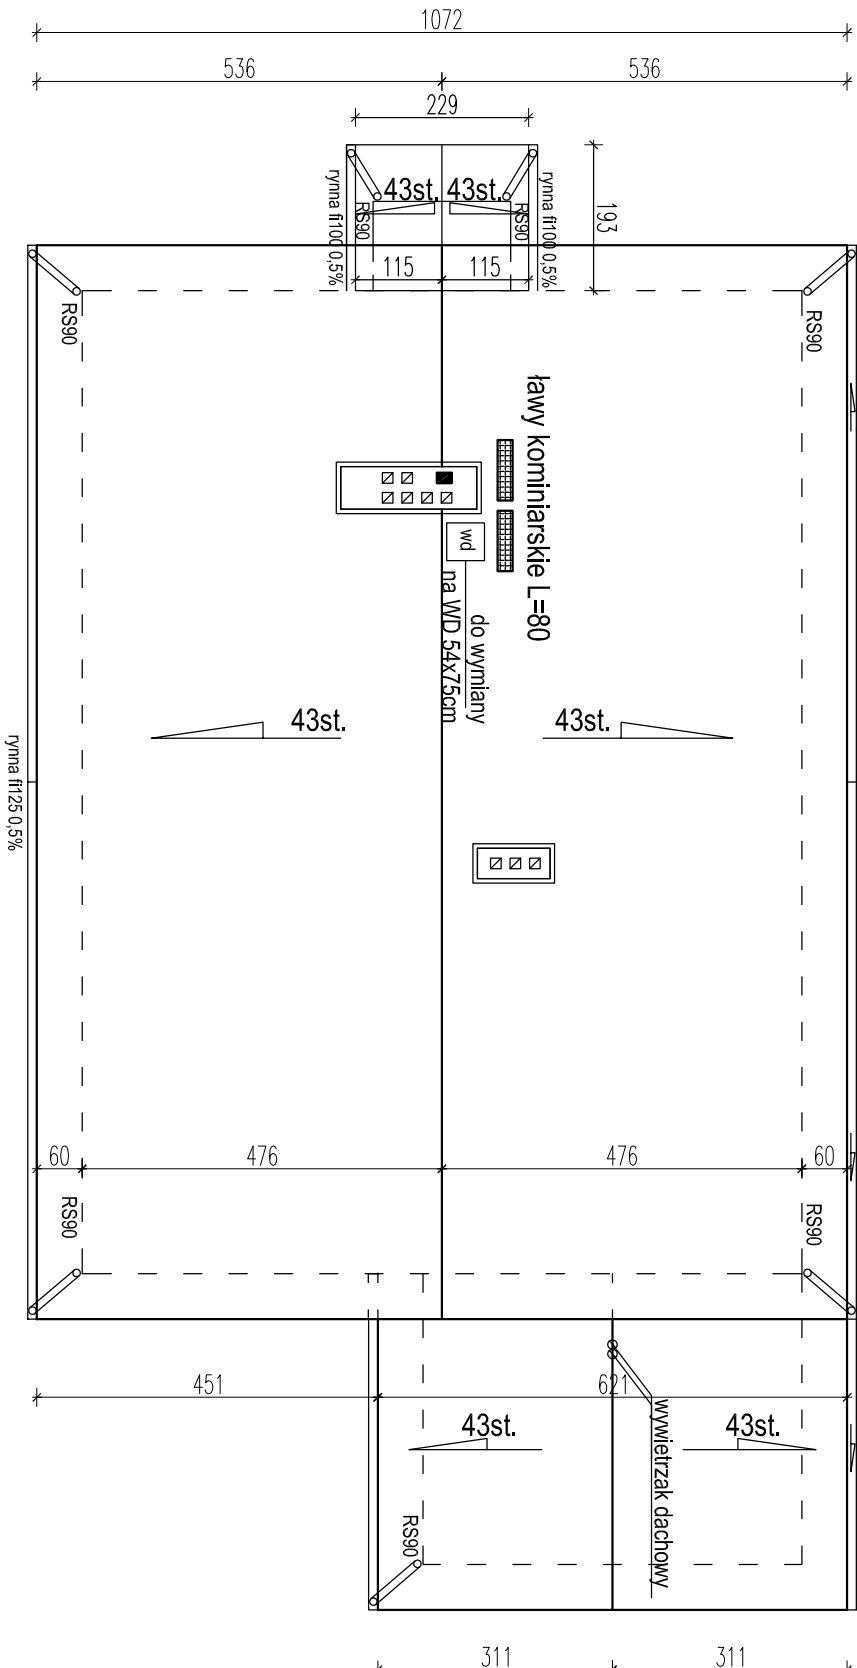 1072
536
536
229
193
43st.
43st.
rynna fi100 0,5%
RS90
RS90
rynna fi100 0,5%
115
115
RS90
RS90
ławy kominiarskie L=80
wd
do wymiany
na WD 54x75cm
43st.
43st.
rynna fi125 0,5%
60
476
476
60
RS90
RS90
451
621
43st.
43st.
wywietrzak dachowy
RS90
311
311